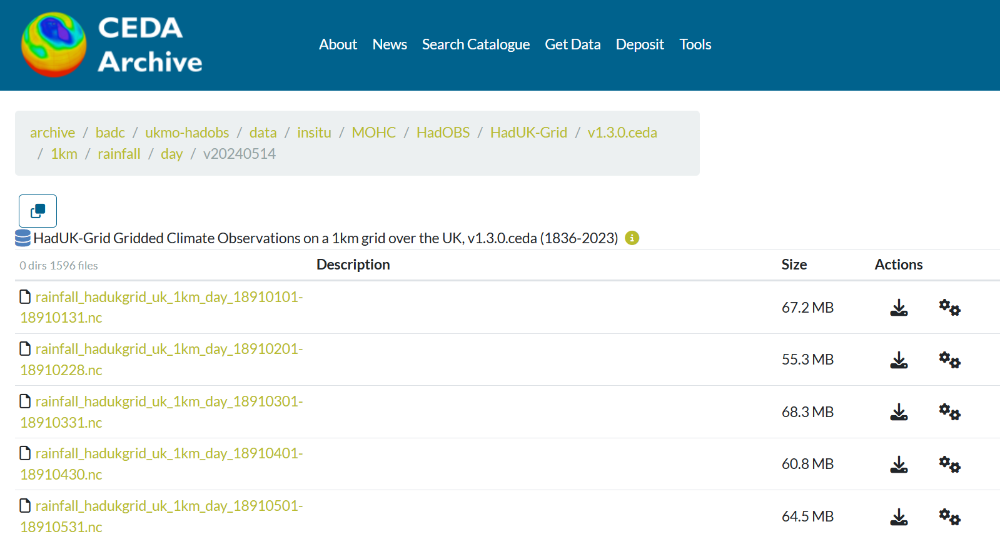 CEDA
Archive
About News Search Catalogue Get Data Deposit Tools
archive / badc / ukmo-hadobs / data / insitu / MOHC / HadOBS / HadUK-Grid / v1.3.0.ceda
/ 1km / rainfall / day / v20240514
HadUK-Grid Gridded Climate Observations on a 1km grid over the UK, v1.3.0.ceda (1836-2023)
0 dirs 1596 files Description Size Actions
rainfall_hadukgrid_uk_1km_day_18910101-
18910131.nc
67.2 MB
rainfall_hadukgrid_uk_1km_day_18910201-
18910228.nc
55.3 MB
rainfall_hadukgrid_uk_1km_day_18910301-
18910331.nc
68.3 MB
rainfall_hadukgrid_uk_1km_day_18910401-
18910430.nc
60.8 MB
rainfall_hadukgrid_uk_1km_day_18910501-
18910531.nc
64.5 MB